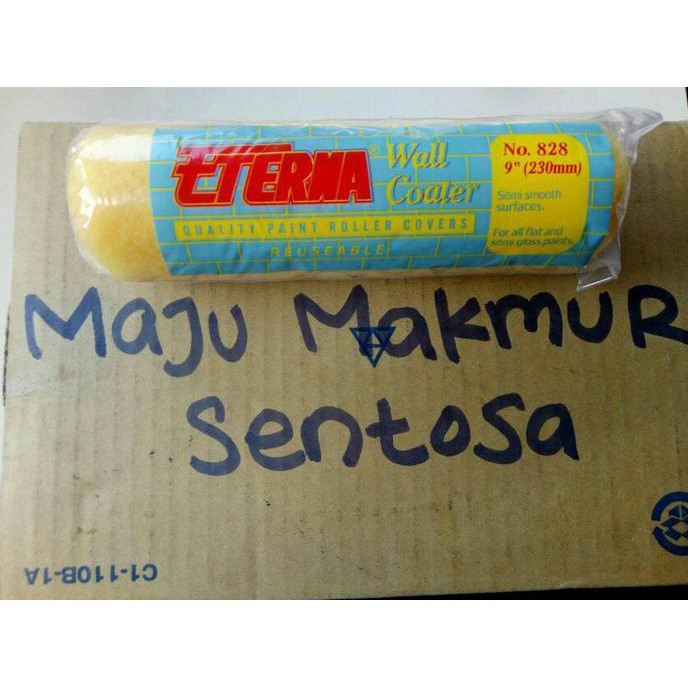 ETERNA® Wall Coater
QUALITY PAINT ROLLER COVERS
REUSEABLE
No. 828
9" (230mm)
Semi smooth
surfaces.
For all flat and
semi gloss paints.
Maju Makmur
Sentosa
C1-110B-1A